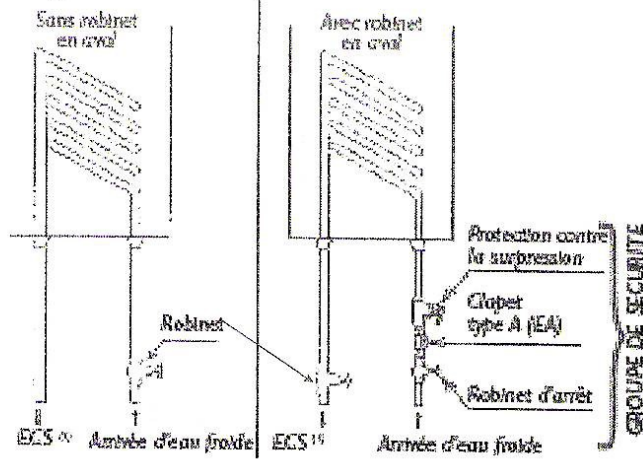 Sans robinet
en aval
Avec robinet
en aval
Protection contre
la surpression
Clapet
type A (EA)
Robinet
Robinet d'arrêt
GROUPE DE SECURITE
ECS
Arrivée d'eau froide
ECS
Arrivée d'eau froide